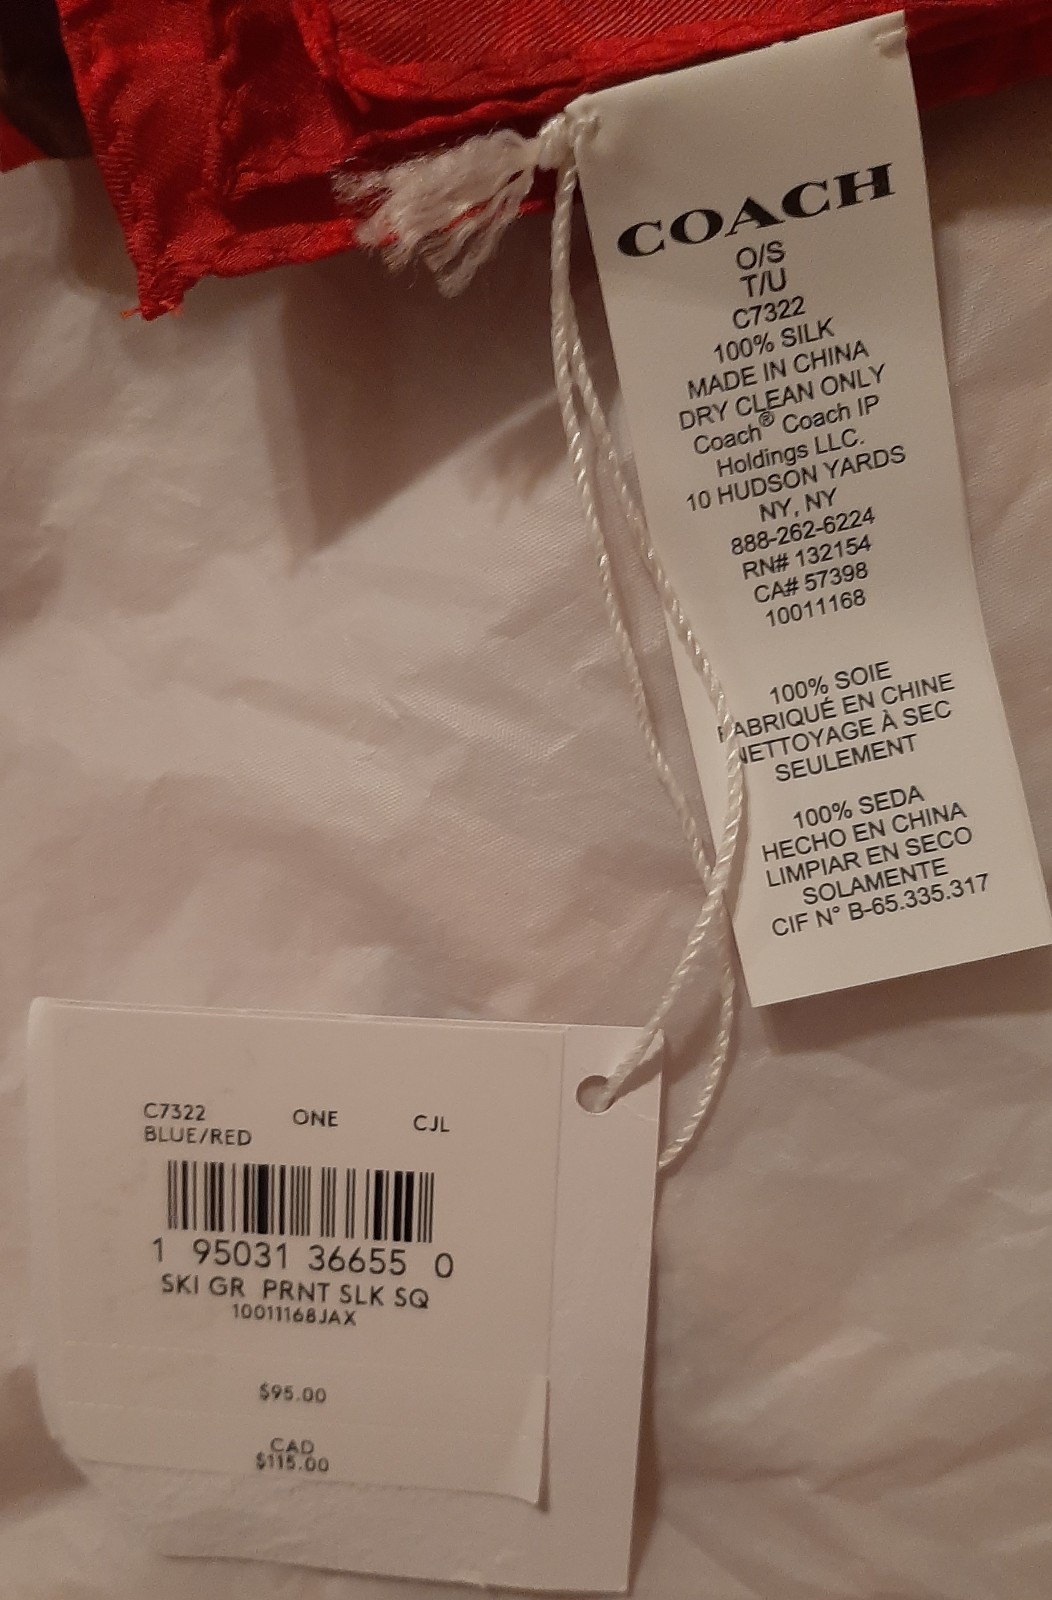 COACH
O/S
T/U
C7322
100% SILK
MADE IN CHINA
DRY CLEAN ONLY
Coach® Coach IP
Holdings LLC.
10 HUDSON YARDS
NY, NY
888-262-6224
RN# 132154
CA# 57398
10011168
100% SOIE
FABRIQUÉ EN CHINE
NETTOYAGE À SEC
SEULEMENT
100% SEDA
HECHO EN CHINA
LIMPIAR EN SECO
SOLAMENTE
CIF N° B-65.335.317
C7322 ONE CJL
BLUE/RED
1 95031 36655 0
SKI GR PRNT SLK SQ
10011168JAX
$95.00
CAD
$115.00